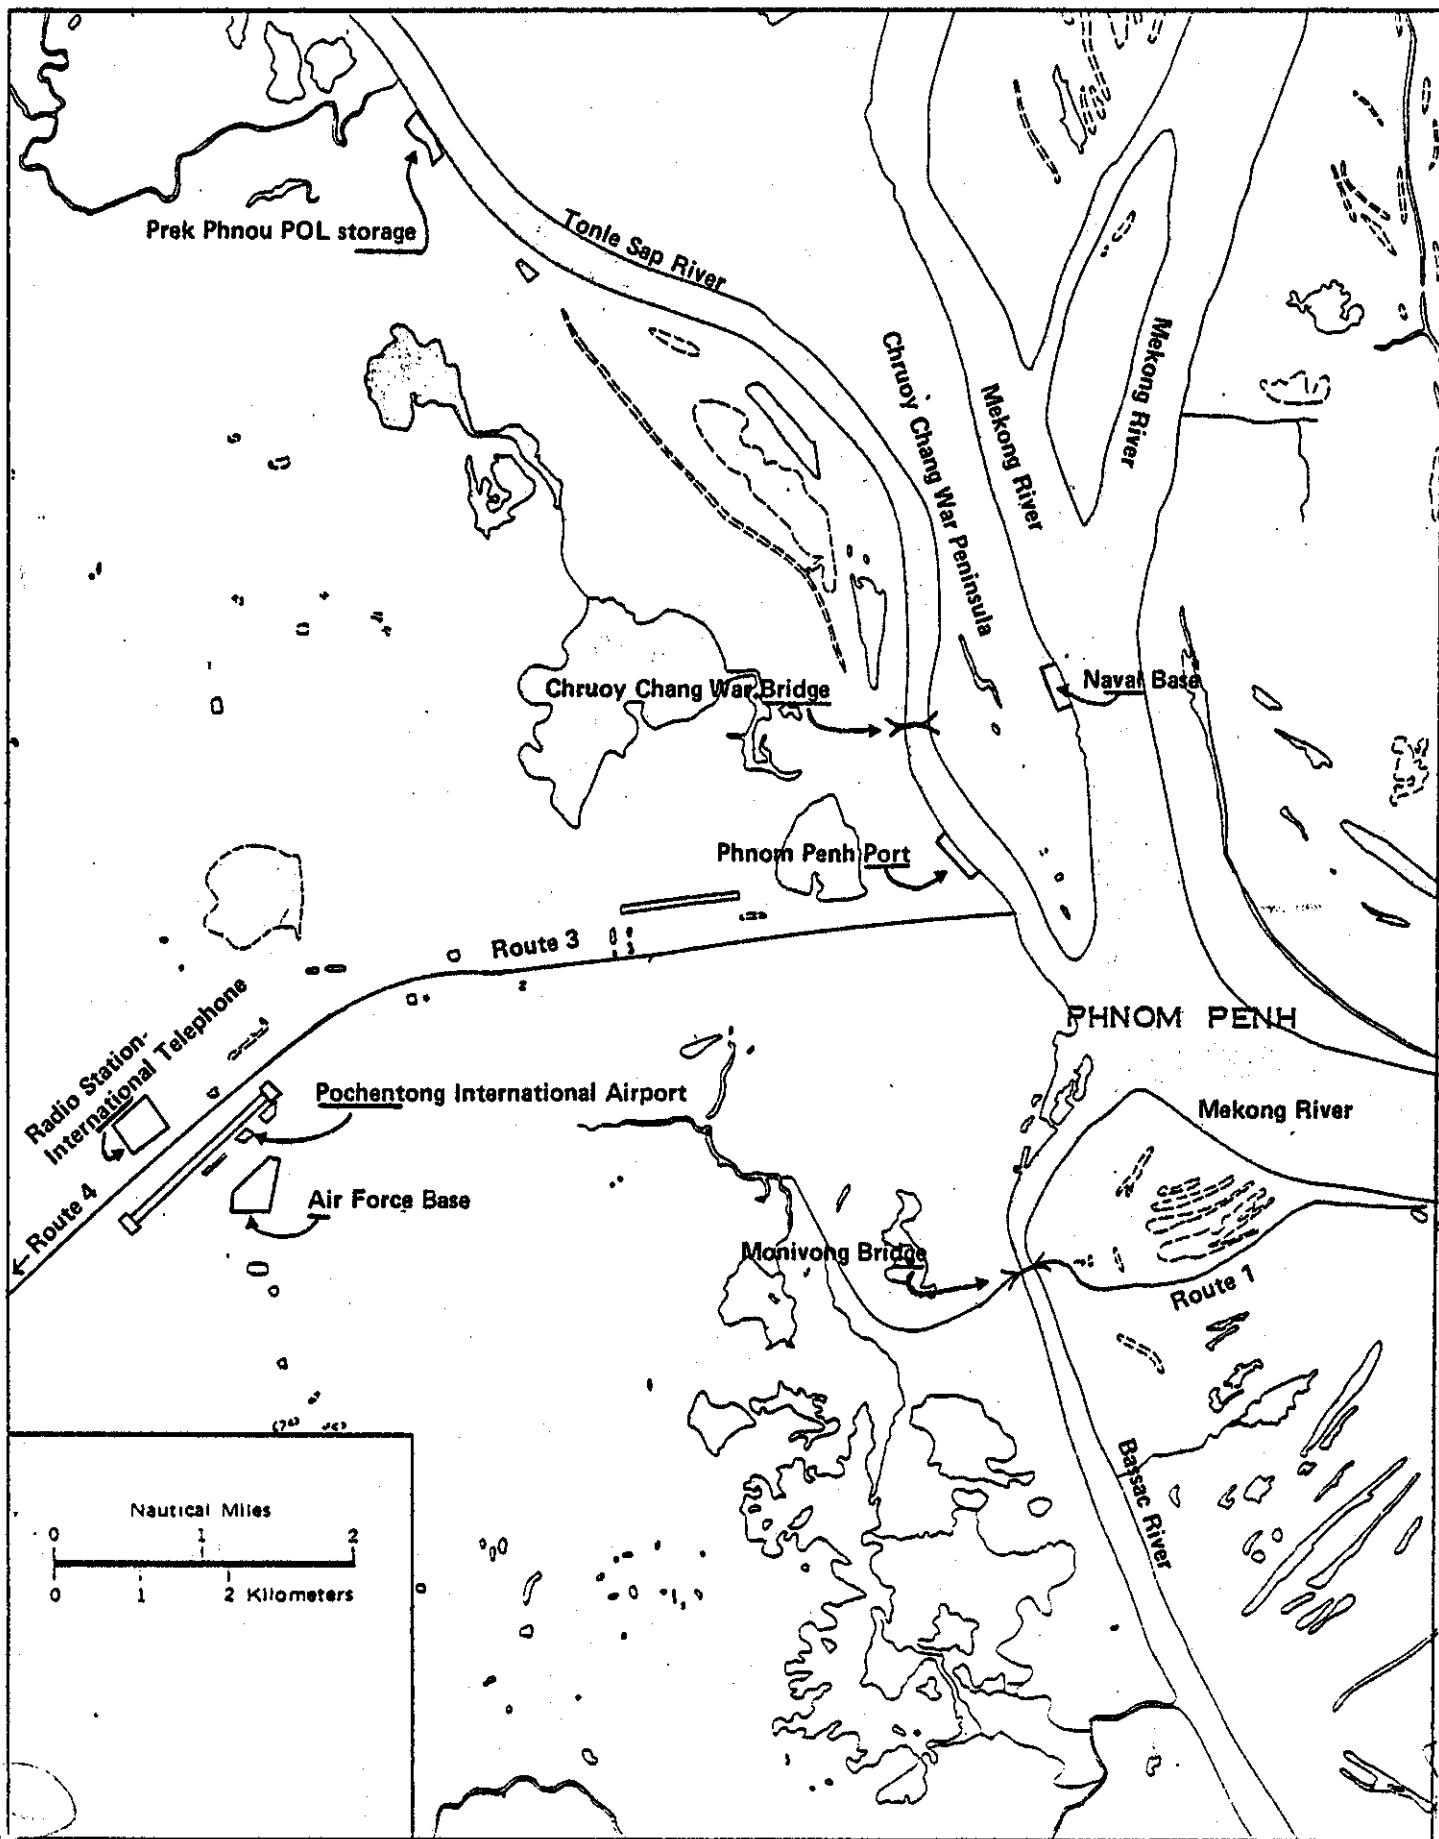 Prek Phnou POL storage
Tonle Sap River
Chruoy Chang War Peninsula
Mekong River
Mekong River
Chruoy Chang War Bridge
Naval Base
Phnom Penh Port
Route 3
PHNOM PENH
Radio Station-
International Telephone
Pochentong International Airport
Mekong River
← Route 4
Air Force Base
Monivong Bridge
Route 1
Bassac River
Nautical Miles
0 1 2
0 1 2 Kilometers